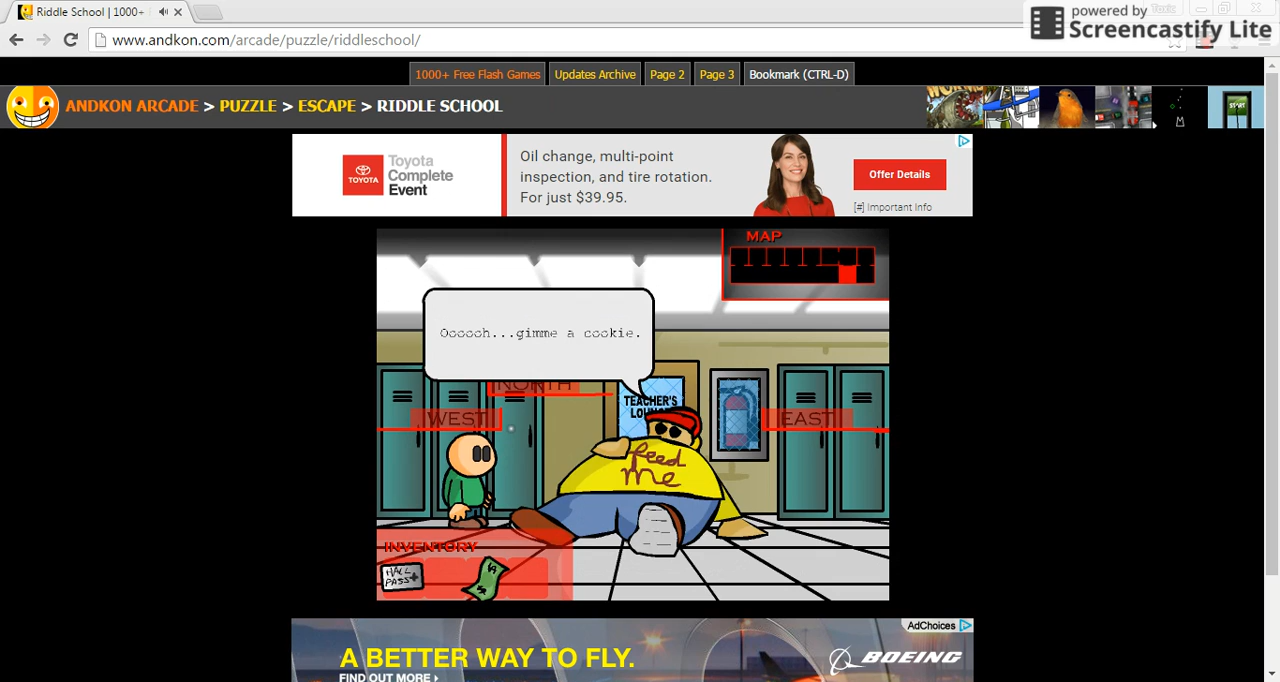 Riddle School | 1000+
powered by
Screencastify Lite
www.andkon.com/arcade/puzzle/riddleschool/
1000+ Free Flash Games
Updates Archive
Page 2
Page 3
Bookmark (CTRL-D)
ANDKON ARCADE > PUZZLE > ESCAPE > RIDDLE SCHOOL
START
M
TOYOTA
Toyota
Complete
Event
Oil change, multi-point
inspection, and tire rotation.
For just $39.95.
Offer Details
[#] Important Info
MAP
Oooooh...gimme a cookie.
NORTH
TEACHER'S
WEST
EAST
feed
me
INVENTORY
HALL
PASS
AdChoices
A BETTER WAY TO FLY.
FIND OUT MORE
BOEING